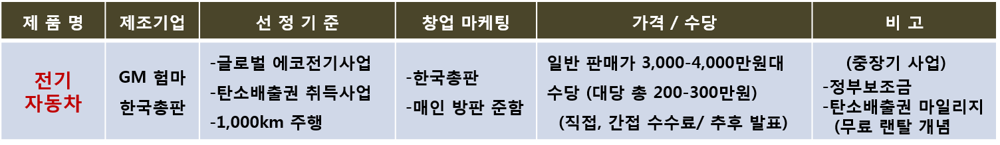 제 품 명
제조기업
선 정 기 준
창업 마케팅
가격 / 수당
비 고
전기
자동차
GM 험마
한국총판
-글로벌 에코전기사업
-탄소배출권 취득사업
-1,000km 주행
-한국총판
-매인 방판 준함
일반 판매가 3,000-4,000만원대
수당 (대당 총 200-300만원)
(직접, 간접 수수료/ 추후 발표)
(중장기 사업)
-정부보조금
-탄소배출권 마일리지
(무료 랜탈 개념